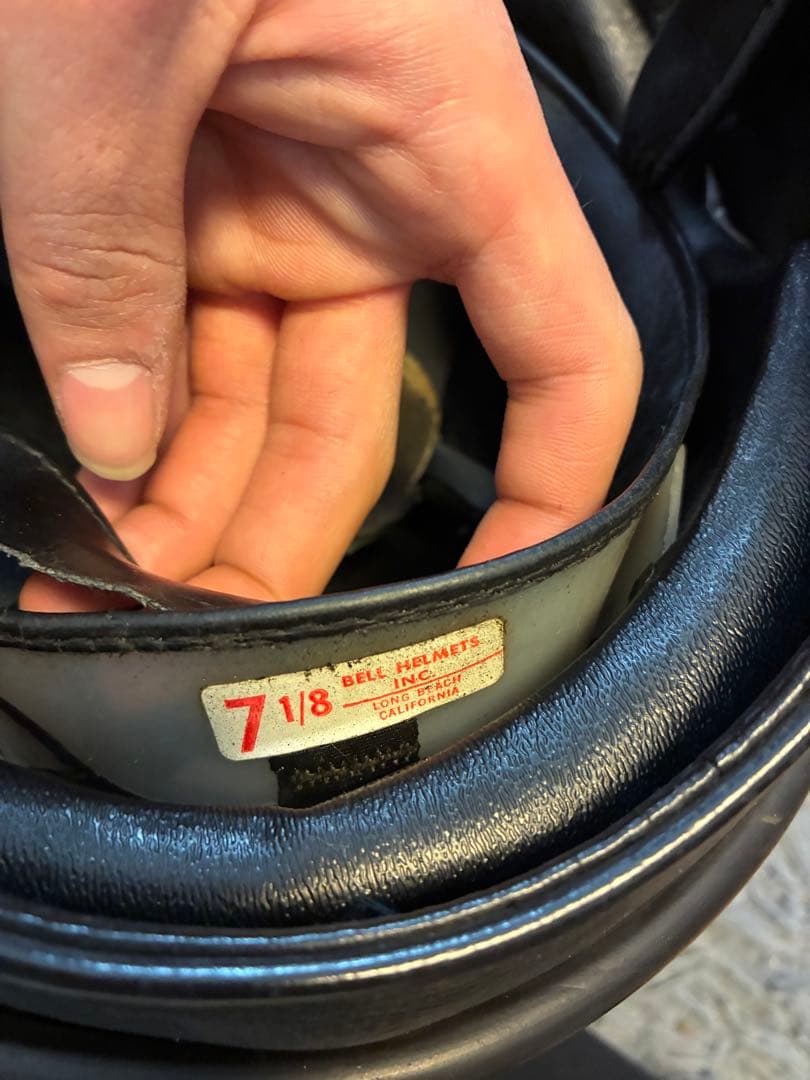 7 1/8
BELL HELMETS
INC.
LONG BEACH
CALIFORNIA